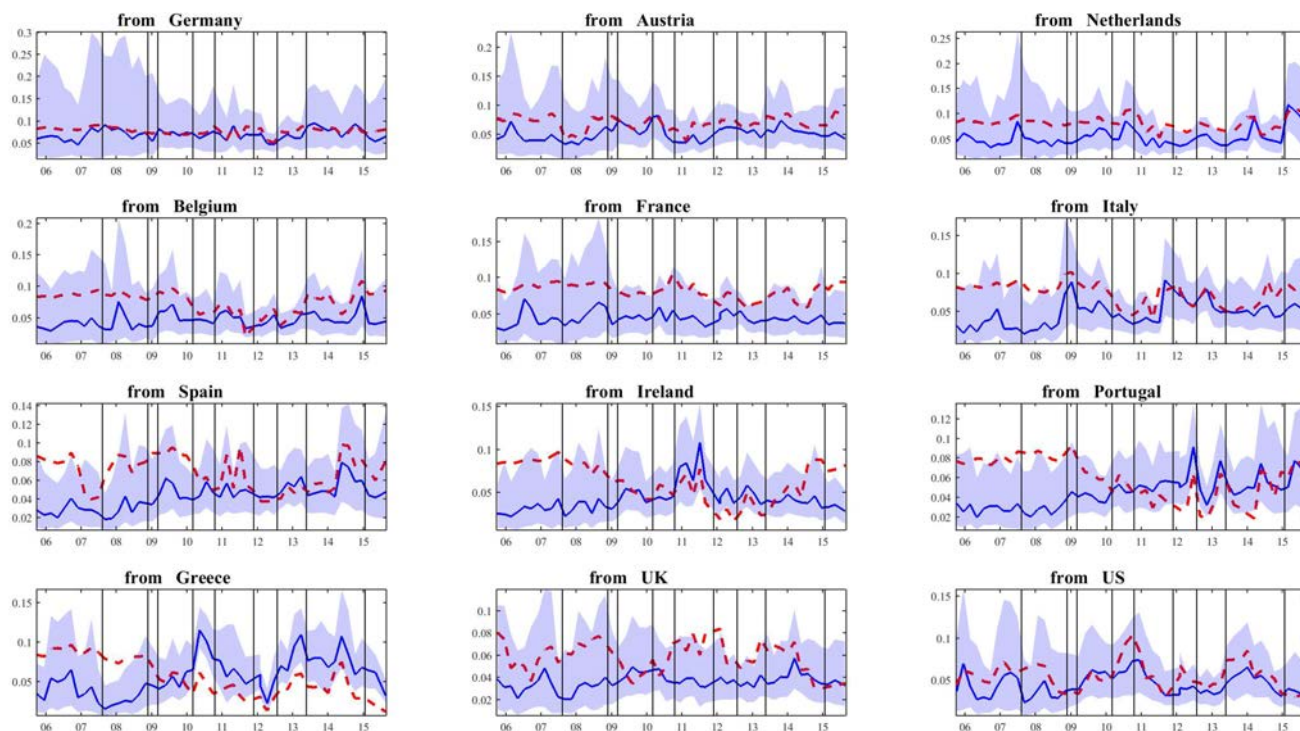 from Germany
0.3
0.25
0.2
0.15
0.1
0.05
06 07 08 09 10 11 12 13 14 15
from Austria
0.2
0.15
0.1
0.05
06 07 08 09 10 11 12 13 14 15
from Netherlands
0.25
0.2
0.15
0.1
0.05
06 07 08 09 10 11 12 13 14 15
from Belgium
0.2
0.15
0.1
0.05
06 07 08 09 10 11 12 13 14 15
from France
0.15
0.1
0.05
06 07 08 09 10 11 12 13 14 15
from Italy
0.15
0.1
0.05
06 07 08 09 10 11 12 13 14 15
from Spain
0.14
0.12
0.1
0.08
0.06
0.04
0.02
06 07 08 09 10 11 12 13 14 15
from Ireland
0.15
0.1
0.05
06 07 08 09 10 11 12 13 14 15
from Portugal
0.12
0.1
0.08
0.06
0.04
0.02
06 07 08 09 10 11 12 13 14 15
from Greece
0.15
0.1
0.05
06 07 08 09 10 11 12 13 14 15
from UK
0.1
0.08
0.06
0.04
0.02
06 07 08 09 10 11 12 13 14 15
from US
0.15
0.1
0.05
06 07 08 09 10 11 12 13 14 15